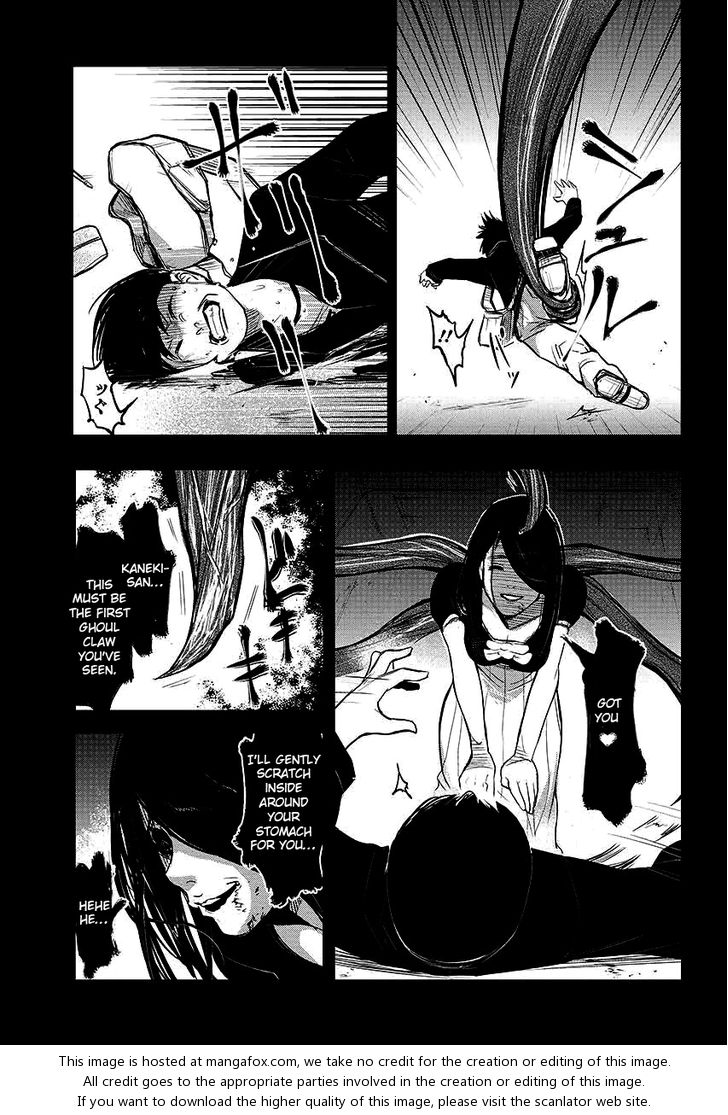 !!
!!
GOT
YOU
♥
KANEKI-
SAN...
THIS
MUST BE
THE FIRST
GHOUL
CLAW
YOU'VE
SEEN.
I'LL GENTLY
SCRATCH
INSIDE
AROUND
YOUR
STOMACH
FOR YOU...
HEHE
HE...
This image is hosted at mangafox.com, we take no credit for the creation or editing of this image.
All credit goes to the appropriate parties involved in the creation or editing of this image.
If you want to download the higher quality of this image, please visit the scanlator web site.